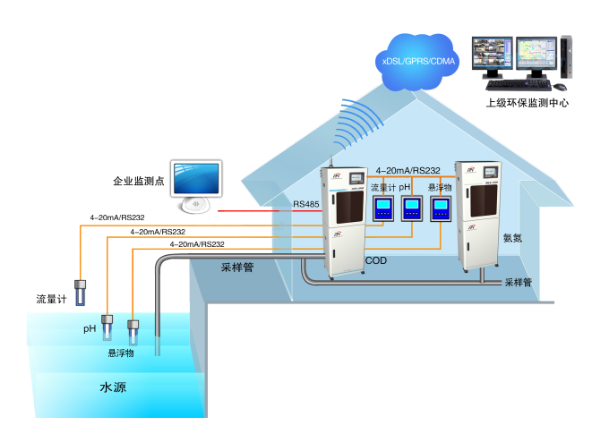 xDSL/GPRS/CDMA
上级环保监测中心
4-20mA/RS232
企业监测点
流量计 pH 悬浮物
RS485
4-20mA/RS232
4-20mA/RS232
4-20mA/RS232
氨氮
COD
采样管
采样管
流量计
pH
悬浮物
水源